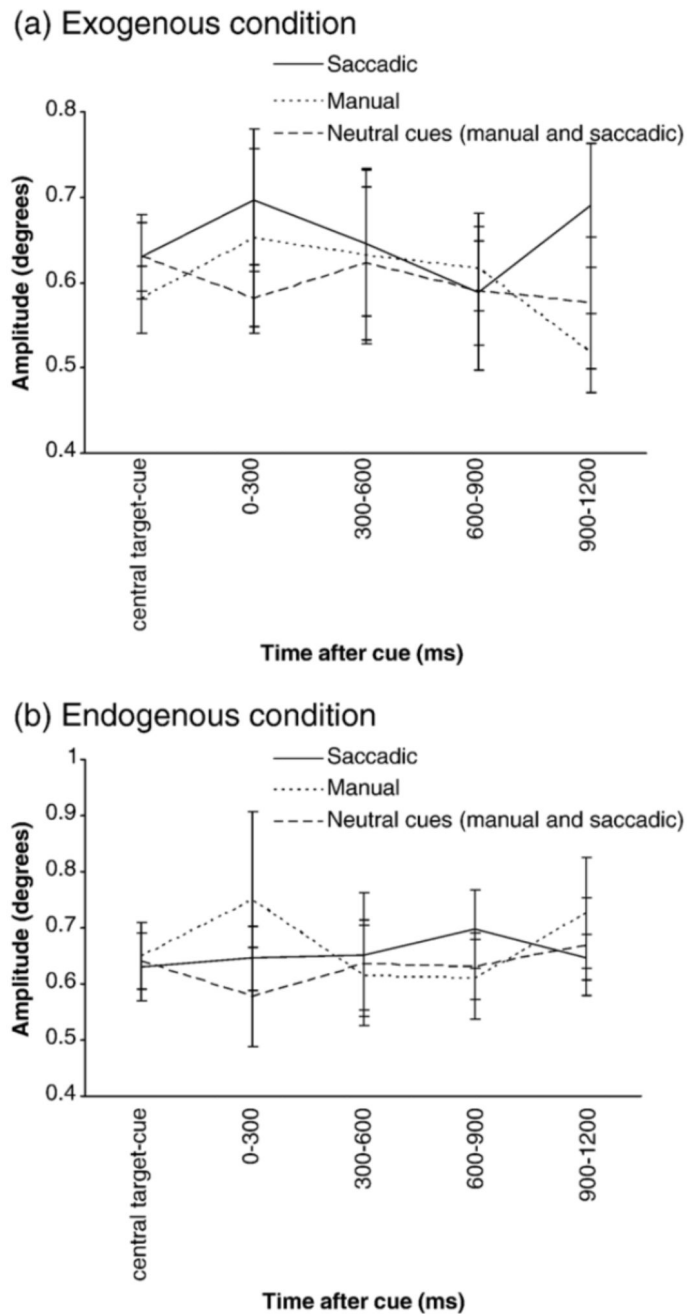 (a) Exogenous condition
Saccadic
Manual
Neutral cues (manual and saccadic)
0.8
0.7
0.6
0.5
0.4
Amplitude (degrees)
central target-cue
0-300
300-600
600-900
900-1200
Time after cue (ms)
(b) Endogenous condition
Saccadic
Manual
Neutral cues (manual and saccadic)
1
0.9
0.8
0.7
0.6
0.5
0.4
Amplitude (degrees)
central target-cue
0-300
300-600
600-900
900-1200
Time after cue (ms)